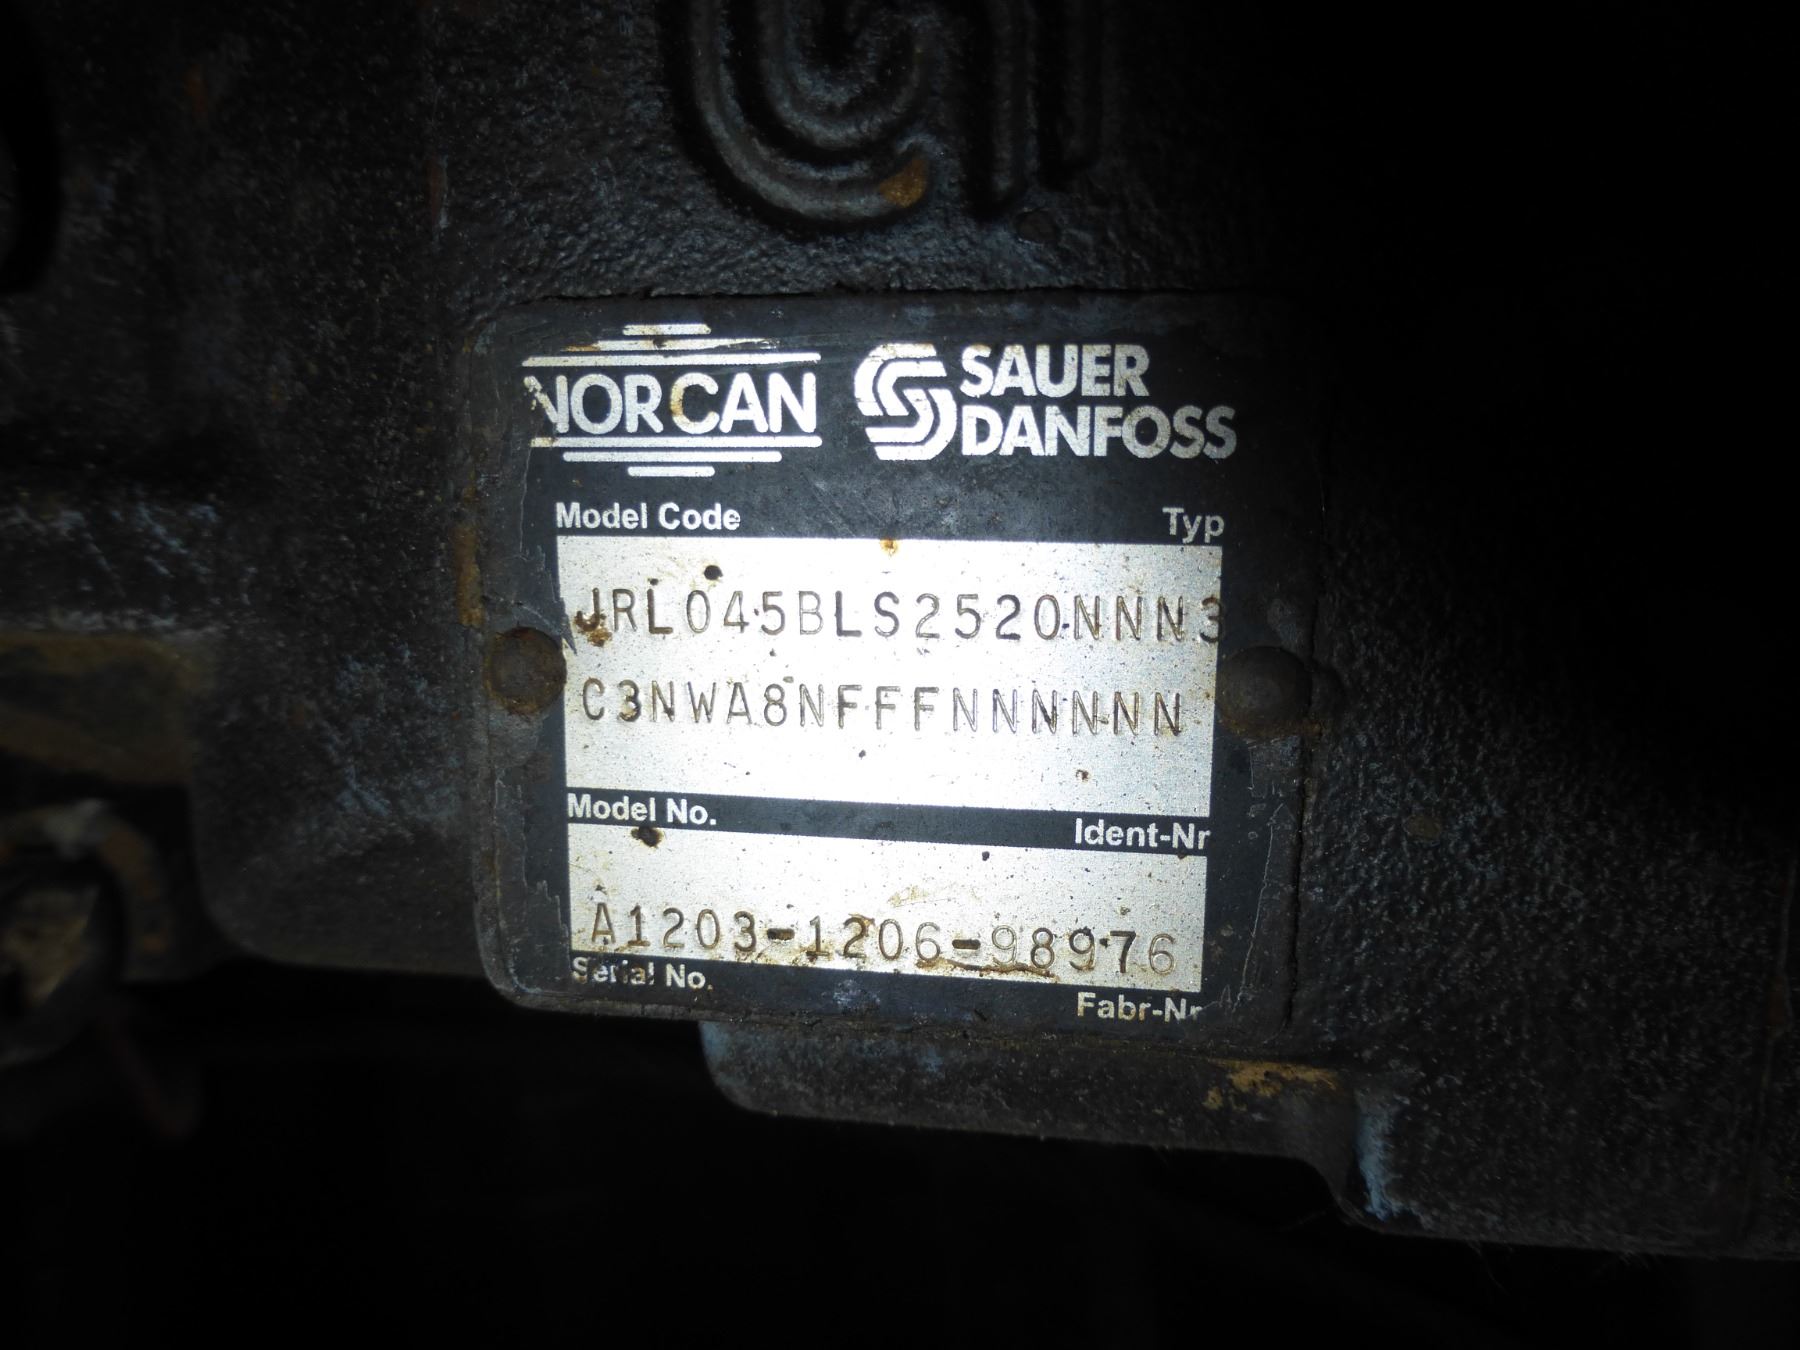 NORCAN SAUER DANFOSS
Model Code Typ
JRL045BLS2520NNN3
C3NWA8NFFFNNNNNN
Model No. Ident-Nr
A1203-1206-98976
Serial No. Fabr-Nr